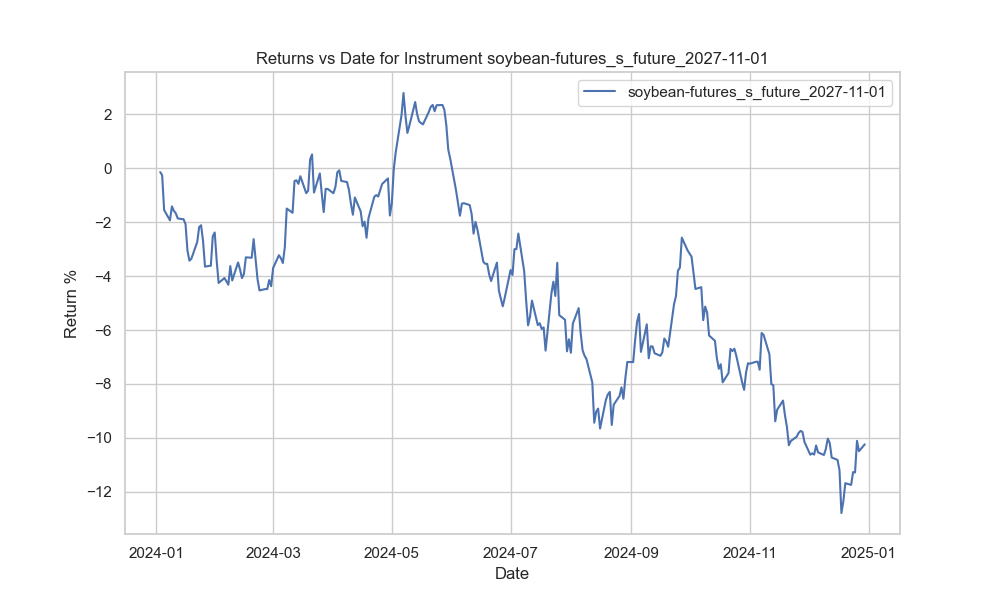 Returns vs Date for Instrument soybean-futures_s_future_2027-11-01
soybean-futures_s_future_2027-11-01
2
0
−2
−4
−6
−8
−10
−12
Return %
2024-01 2024-03 2024-05 2024-07 2024-09 2024-11 2025-01
Date